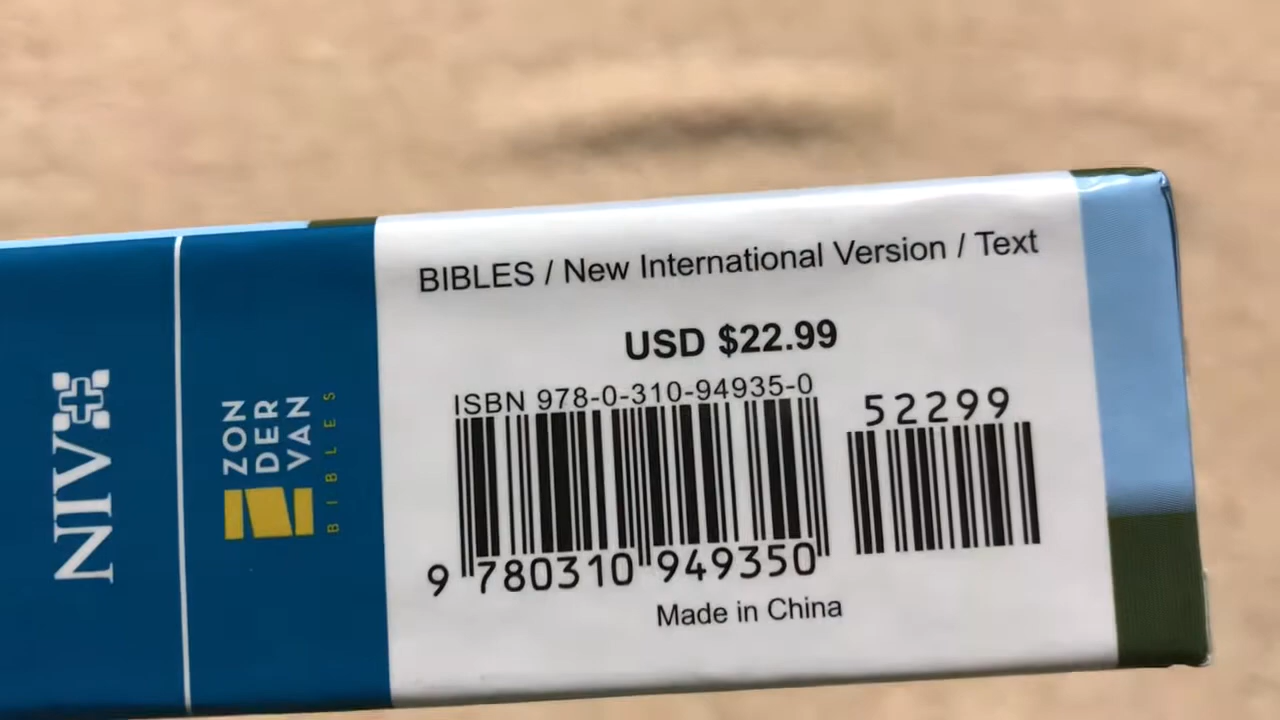 NIV
ZON
DER
VAN
BIBLES
BIBLES / New International Version / Text
USD $22.99
ISBN 978-0-310-94935-0
52299
9 780310 949350
Made in China